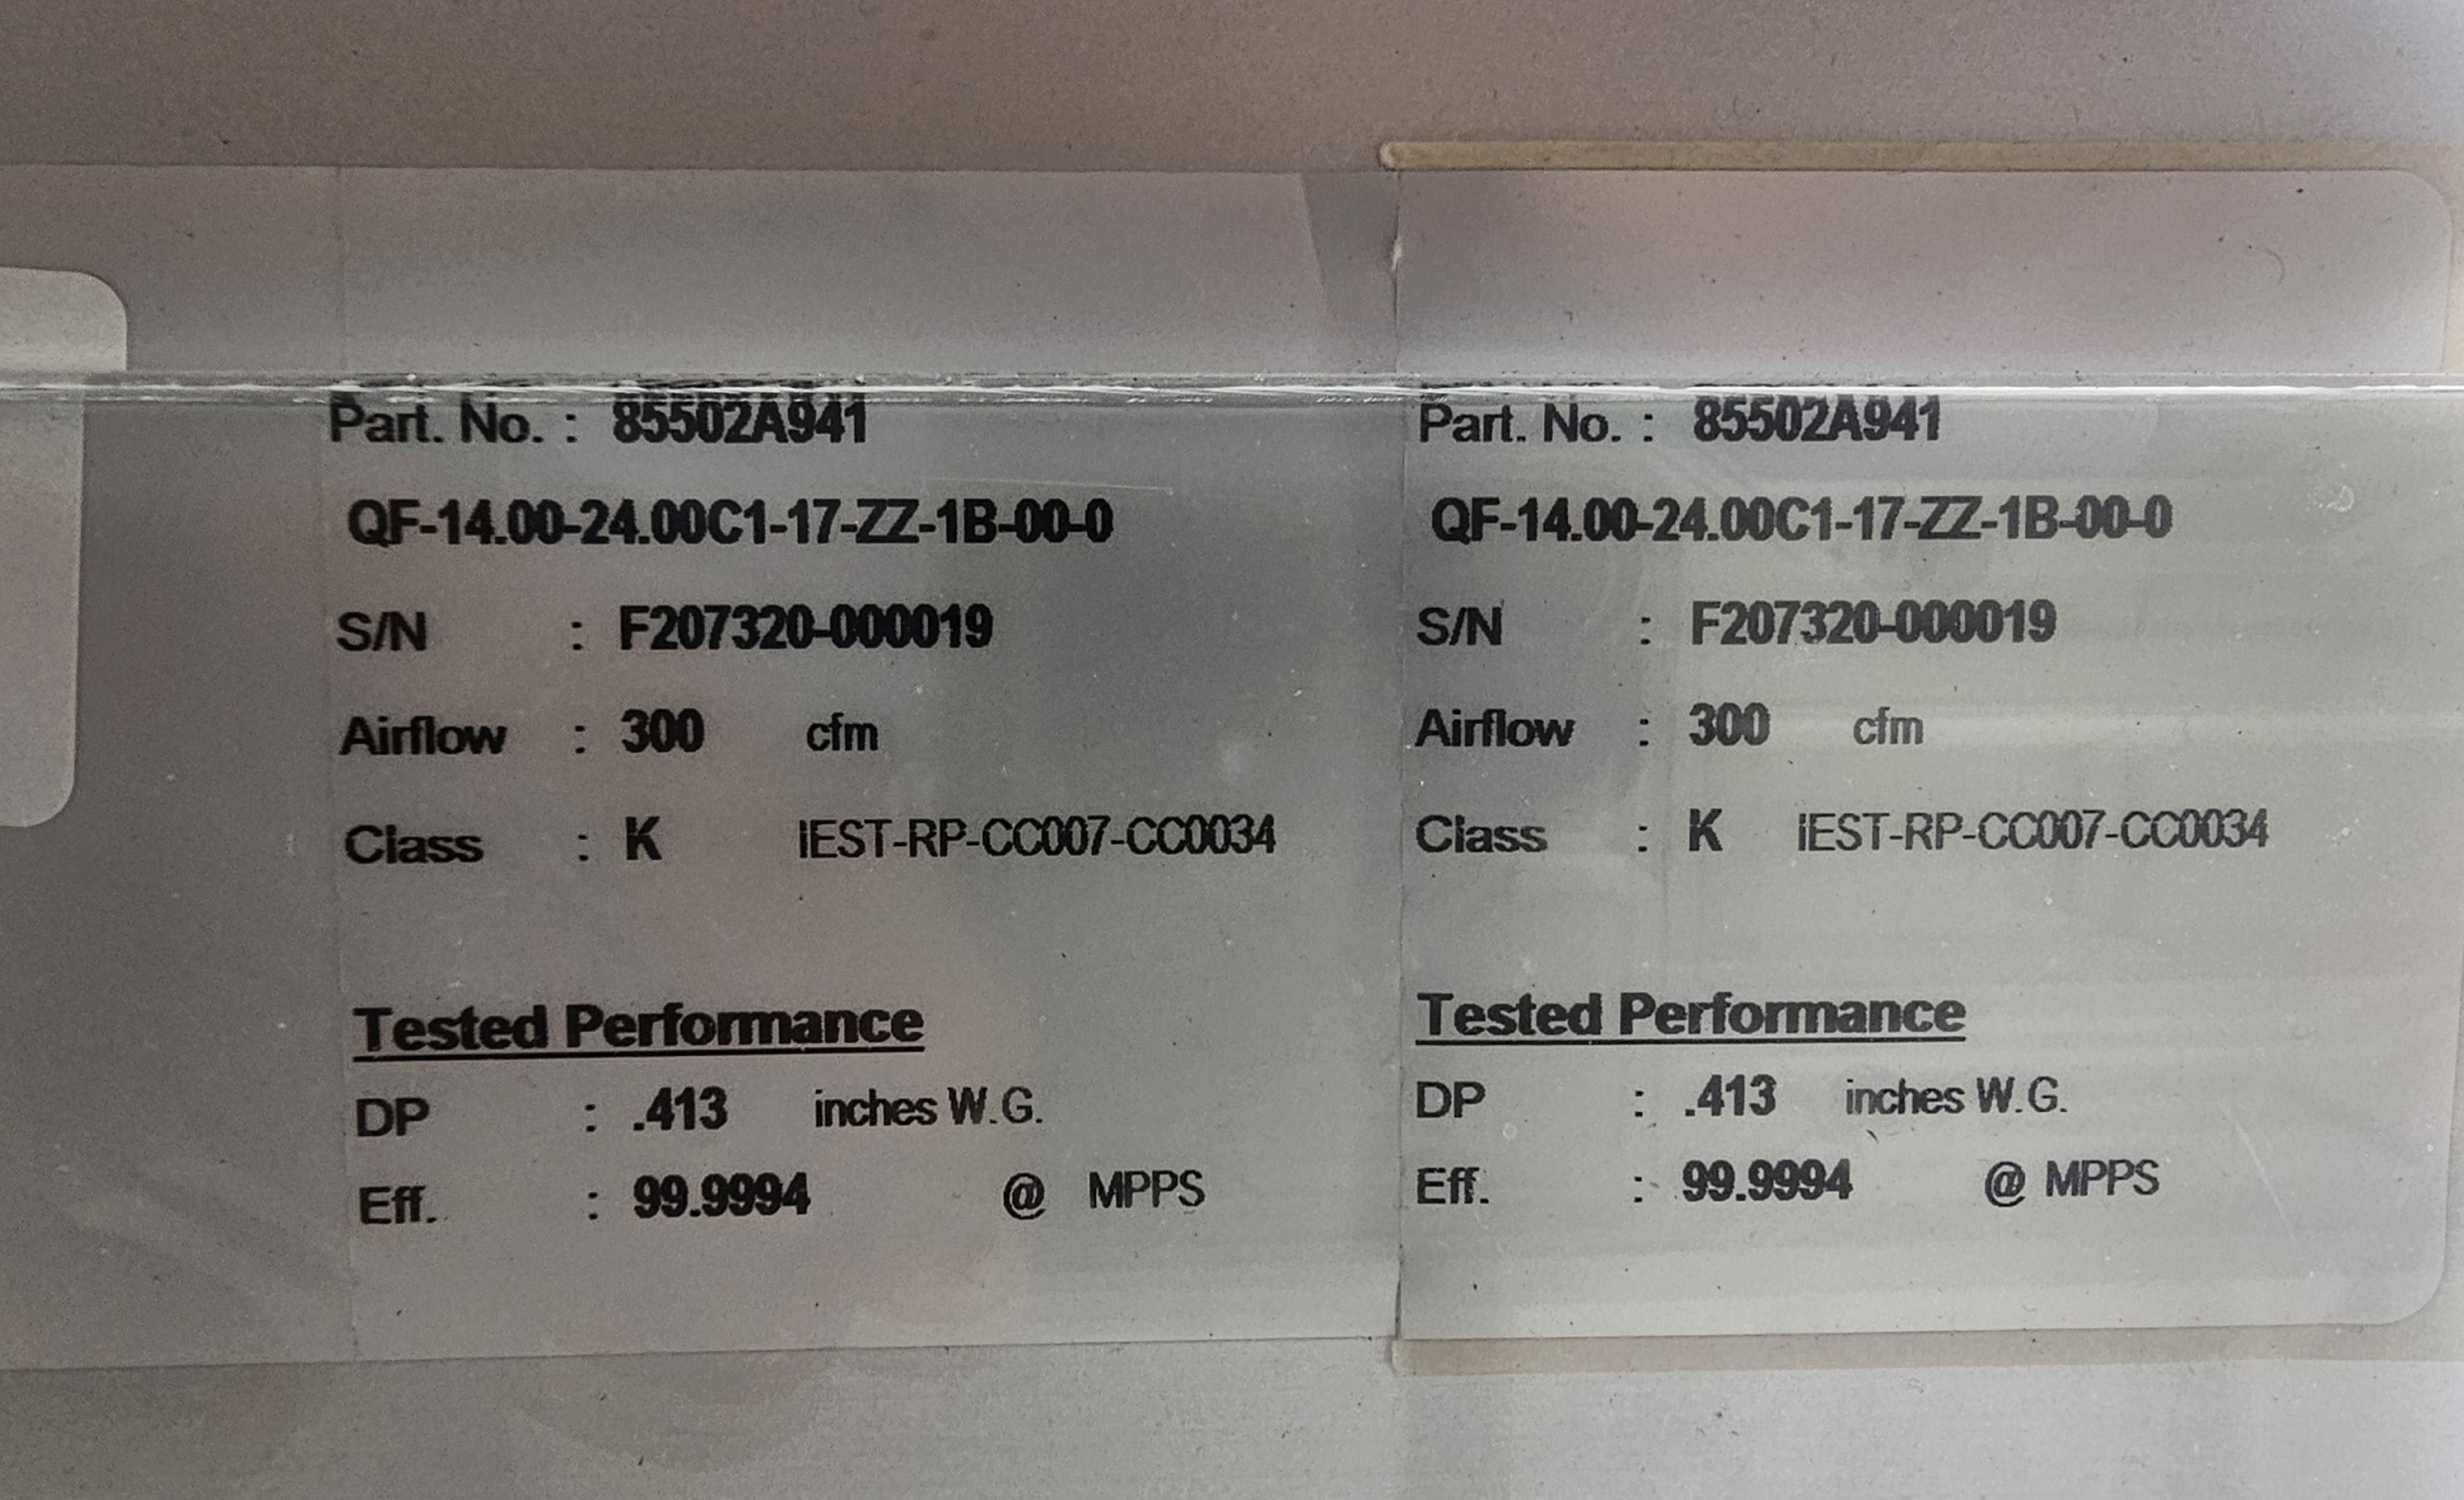 Part. No. : 85502A941
QF-14.00-24.00C1-17-ZZ-1B-00-0
S/N : F207320-000019
Airflow : 300 cfm
Class : K IEST-RP-CC007-CC0034
Tested Performance
DP : .413 inches W.G.
Eff. : 99.9994 @ MPPS
Part. No. : 85502A941
QF-14.00-24.00C1-17-ZZ-1B-00-0
S/N : F207320-000019
Airflow : 300 cfm
Class : K IEST-RP-CC007-CC0034
Tested Performance
DP : .413 inches W.G.
Eff. : 99.9994 @ MPPS